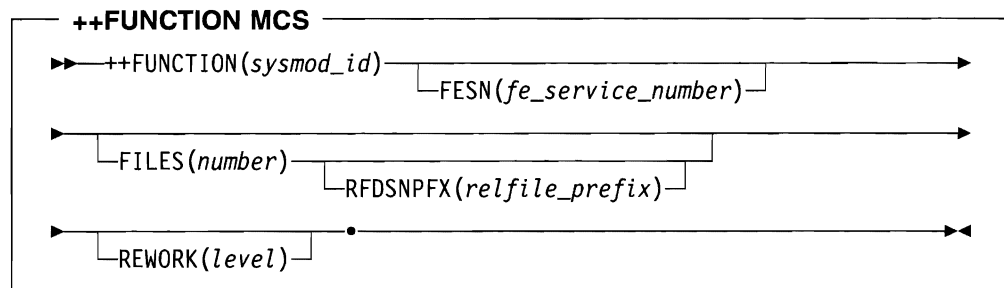 ++FUNCTION MCS
++FUNCTION(sysmod_id)
FESN(fe_service_number)
FILES(number)
RFDSNPFX(relfile_prefix)
REWORK(level)